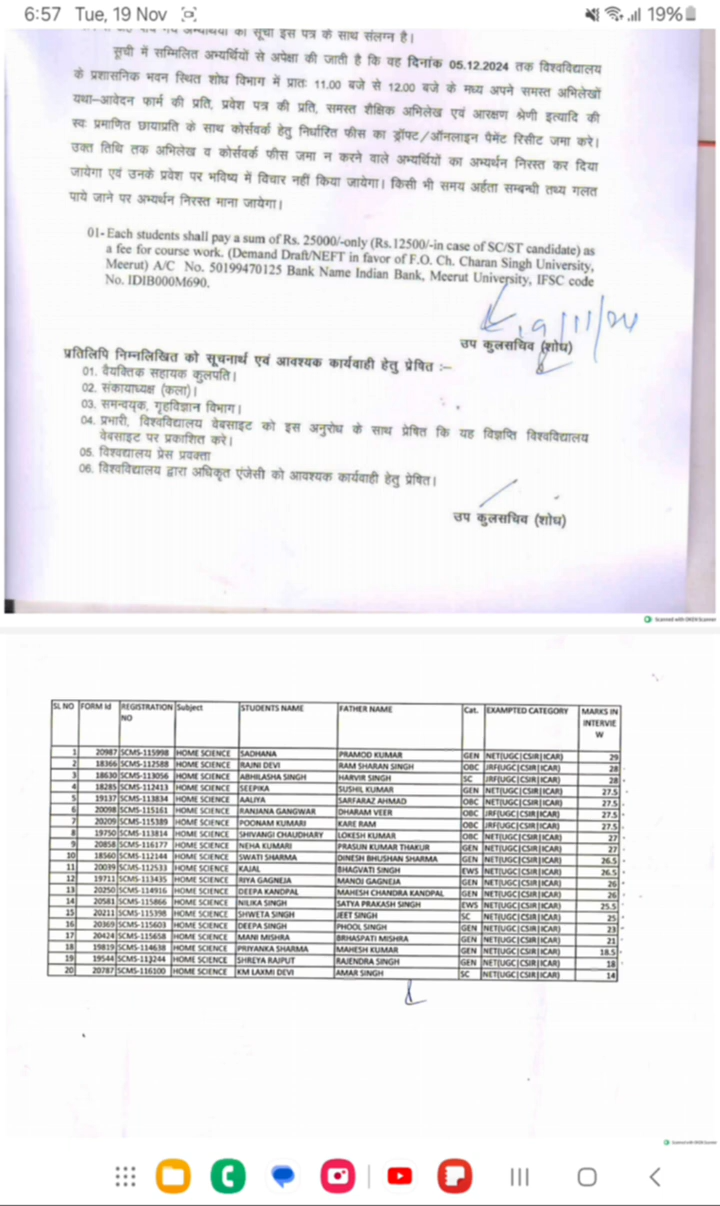 6:57 Tue, 19 Nov 19%
की सूची इस पत्र के साथ संलग्न है।
सूची में सम्मिलित अभ्यर्थियों से अपेक्षा की जाती है कि वह दिनांक 05.12.2024 तक विश्वविद्यालय
के प्रशासनिक भवन स्थित शोध विभाग में प्रातः 11.00 बजे से 12.00 बजे के मध्य अपने समस्त अभिलेखों
यथा–आवेदन फार्म की प्रति, प्रवेश पत्र की प्रति, समस्त शैक्षिक अभिलेख एवं आरक्षण श्रेणी इत्यादि की
स्वः प्रमाणित छायाप्रति के साथ कोर्सवर्क हेतु निर्धारित फीस का ड्रॉफ्ट/ऑनलाइन पैमेंट रिसीट जमा करे।
उक्त तिथि तक अभिलेख व कोर्सवर्क फीस जमा न करने वाले अभ्यर्थियों का अभ्यर्थन निरस्त कर दिया
जायेगा एवं उनके प्रवेश पर भविष्य में विचार नहीं किया जायेगा। किसी भी समय अर्हता सम्बन्धी तथ्य गलत
पाये जाने पर अभ्यर्थन निरस्त माना जायेगा।
01- Each students shall pay a sum of Rs. 25000/-only (Rs.12500/-in case of SC/ST candidate) as
a fee for course work. (Demand Draft/NEFT in favor of F.O. Ch. Charan Singh University,
Meerut) A/C No. 50199470125 Bank Name Indian Bank, Meerut University, IFSC code
No. IDIB000M690.
19/11/24
उप कुलसचिव (शोध)
प्रतिलिपि निम्नलिखित को सूचनार्थ एवं आवश्यक कार्यवाही हेतु प्रेषित :–
01. वैयक्तिक सहायक कुलपति।
02. संकायाध्यक्ष (कला)।
03. समन्वयक, गृहविज्ञान विभाग।
04. प्रभारी, विश्वविद्यालय वेबसाइट को इस अनुरोध के साथ प्रेषित कि यह विज्ञप्ति विश्वविद्यालय
वेबसाइट पर प्रकाशित करे।
05. विश्वद्यालय प्रेस प्रवक्ता
06. विश्वविद्यालय द्वारा अधिकृत एंजेसी को आवश्यक कार्यवाही हेतु प्रेषित।
उप कुलसचिव (शोध)
Scanned with OKEN Scanner
SL NO FORM Id REGISTRATION NO Subject STUDENTS NAME FATHER NAME Cat. EXAMPTED CATEGORY MARKS IN INTERVIE W
1 20987 SCMS-115998 HOME SCIENCE SADHANA PRAMOD KUMAR GEN NET(UGC|CSIR|ICAR) 29
2 18366 SCMS-112588 HOME SCIENCE RAJNI DEVI RAM SHARAN SINGH OBC JRF(UGC|CSIR|ICAR) 28
3 18630 SCMS-113056 HOME SCIENCE ABHILASHA SINGH HARVIR SINGH SC JRF(UGC|CSIR|ICAR) 28
4 18285 SCMS-112413 HOME SCIENCE SEEPIKA SUSHIL KUMAR GEN NET(UGC|CSIR|ICAR) 27.5
5 19137 SCMS-113834 HOME SCIENCE AALIYA SARFARAZ AHMAD OBC NET(UGC|CSIR|ICAR) 27.5
6 20098 SCMS-115161 HOME SCIENCE RANJANA GANGWAR DHARAM VEER OBC JRF(UGC|CSIR|ICAR) 27.5
7 20209 SCMS-115389 HOME SCIENCE POONAM KUMARI KARE RAM OBC JRF(UGC|CSIR|ICAR) 27.5
8 19750 SCMS-113814 HOME SCIENCE SHIVANGI CHAUDHARY LOKESH KUMAR OBC NET(UGC|CSIR|ICAR) 27
9 20858 SCMS-116177 HOME SCIENCE NEHA KUMARI PRASUN KUMAR THAKUR GEN NET(UGC|CSIR|ICAR) 27
10 18560 SCMS-112144 HOME SCIENCE SWATI SHARMA DINESH BHUSHAN SHARMA GEN NET(UGC|CSIR|ICAR) 26.5
11 20039 SCMS-112533 HOME SCIENCE KAJAL BHAGVATI SINGH EWS NET(UGC|CSIR|ICAR) 26.5
12 19711 SCMS-113435 HOME SCIENCE RIYA GAGNEJA MANOJ GAGNEJA GEN NET(UGC|CSIR|ICAR) 26
13 20250 SCMS-114916 HOME SCIENCE DEEPA KANDPAL MAHESH CHANDRA KANDPAL GEN NET(UGC|CSIR|ICAR) 26
14 20581 SCMS-115866 HOME SCIENCE NILIKA SINGH SATYA PRAKASH SINGH EWS NET(UGC|CSIR|ICAR) 25.5
15 20211 SCMS-115398 HOME SCIENCE SHWETA SINGH JEET SINGH SC NET(UGC|CSIR|ICAR) 25
16 20369 SCMS-115603 HOME SCIENCE DEEPA SINGH PHOOL SINGH GEN NET(UGC|CSIR|ICAR) 23
17 20424 SCMS-115658 HOME SCIENCE MANI MISHRA BRHASPATI MISHRA GEN NET(UGC|CSIR|ICAR) 21
18 19819 SCMS-114638 HOME SCIENCE PRIYANKA SHARMA MAHESH KUMAR GEN NET(UGC|CSIR|ICAR) 18.5
19 19544 SCMS-113244 HOME SCIENCE SHREYA RAJPUT RAJENDRA SINGH GEN NET(UGC|CSIR|ICAR) 18
20 20787 SCMS-116100 HOME SCIENCE KM LAXMI DEVI AMAR SINGH SC NET(UGC|CSIR|ICAR) 14
Scanned with OKEN Scanner